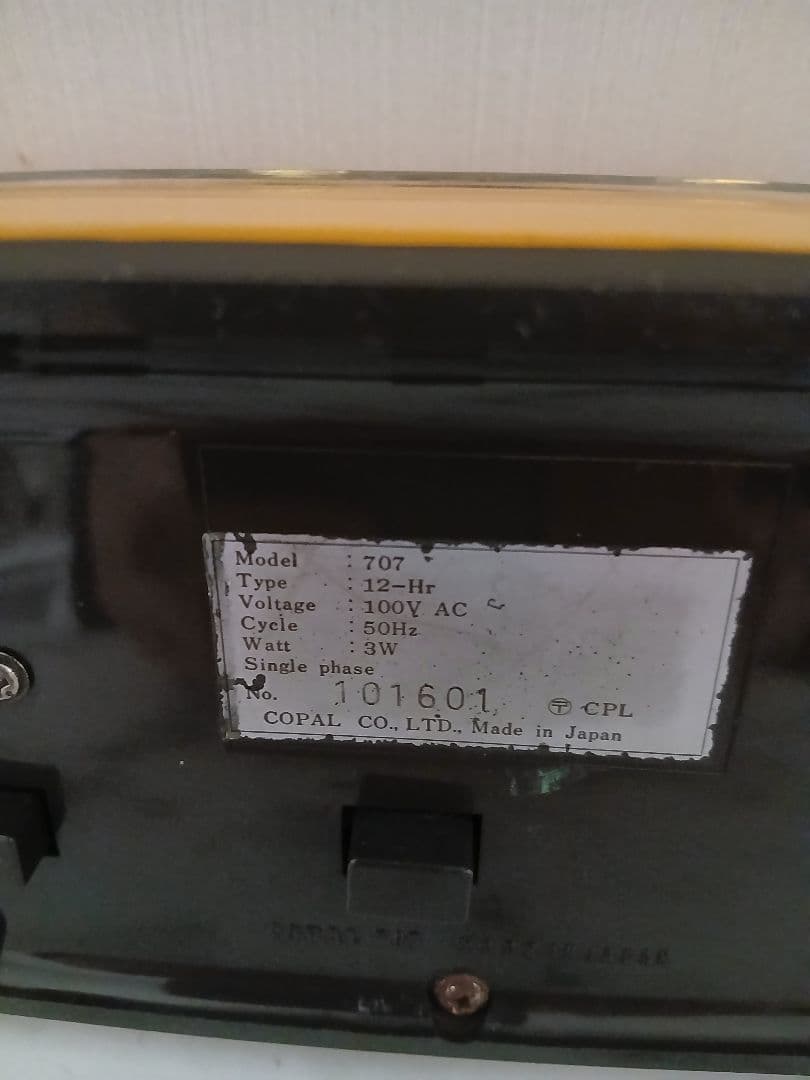 Model : 707
Type : 12-Hr
Voltage : 100V AC
Cycle : 50Hz
Watt : 3W
Single phase
No. 101601 〶 CPL
COPAL CO., LTD., Made in Japan
JAPAN